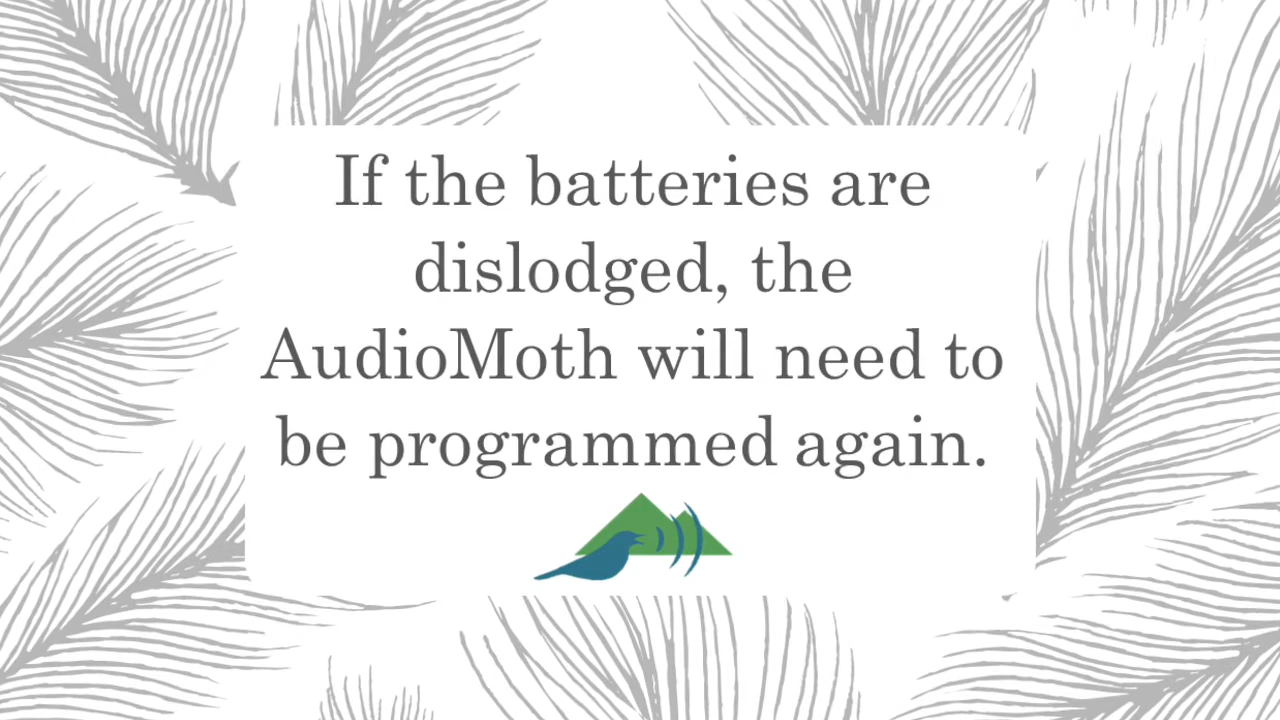 If the batteries are
dislodged, the
AudioMoth will need to
be programmed again.